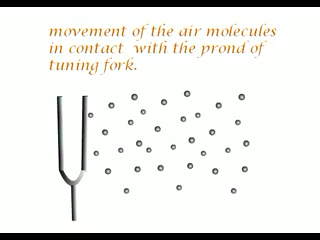 movement of the air molecules
in contact with the prond of
tuning fork.